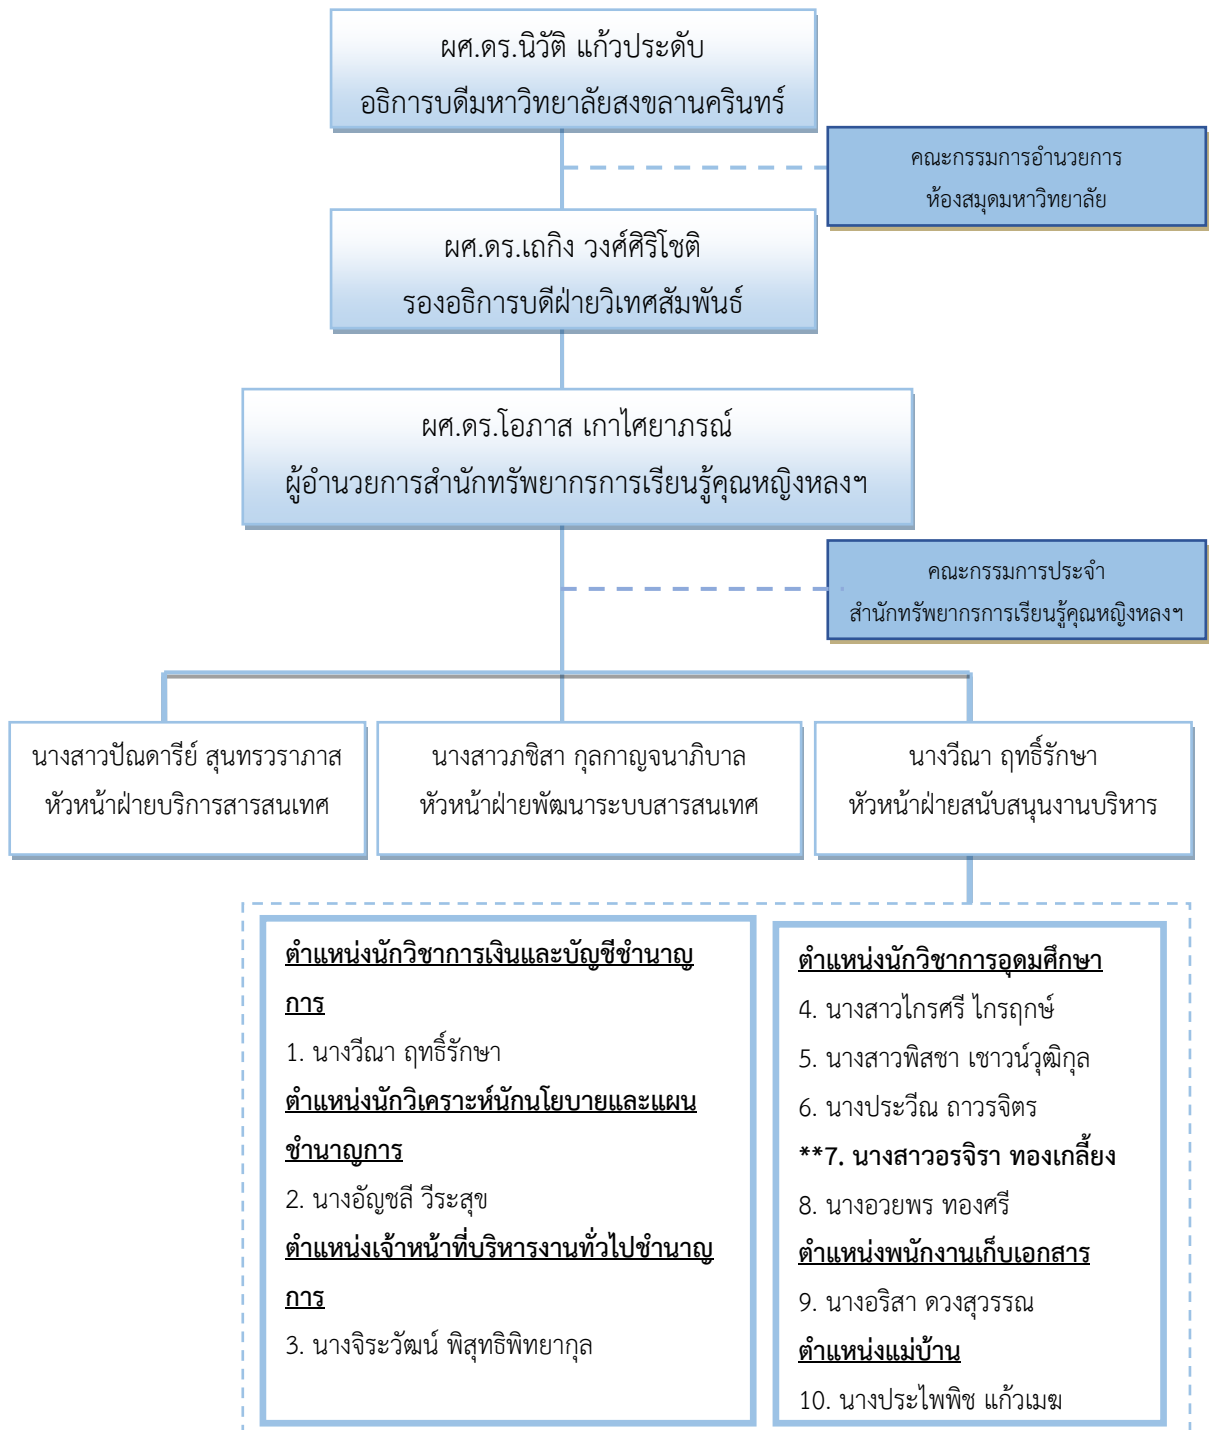 ผศ.ดร.นิวัติ แก้วประดับ
อธิการบดีมหาวิทยาลัยสงขลานครินทร์
คณะกรรมการอำนวยการ
ห้องสมุดมหาวิทยาลัย
ผศ.ดร.เถกิง วงศ์ศิริโชติ
รองอธิการบดีฝ่ายวิเทศสัมพันธ์
ผศ.ดร.โอภาส เกาไศยาภรณ์
ผู้อำนวยการสำนักทรัพยากรการเรียนรู้คุณหญิงหลงฯ
คณะกรรมการประจำ
สำนักทรัพยากรการเรียนรู้คุณหญิงหลงฯ
นางสาวปัณดารีย์ สุนทรวราภาส
หัวหน้าฝ่ายบริการสารสนเทศ
นางสาวภชิสา กุลกาญจนาภิบาล
หัวหน้าฝ่ายพัฒนาระบบสารสนเทศ
นางวีณา ฤทธิ์รักษา
หัวหน้าฝ่ายสนับสนุนงานบริหาร
ตำแหน่งนักวิชาการเงินและบัญชีชำนาญ
การ
1. นางวีณา ฤทธิ์รักษา
ตำแหน่งนักวิเคราะห์นักนโยบายและแผน
ชำนาญการ
2. นางอัญชลี วีระสุข
ตำแหน่งเจ้าหน้าที่บริหารงานทั่วไปชำนาญ
การ
3. นางจิระวัฒน์ พิสุทธิพิทยากุล
ตำแหน่งนักวิชาการอุดมศึกษา
4. นางสาวไกรศรี ไกรฤกษ์
5. นางสาวพิสชา เชาวน์วุฒิกุล
6. นางประวีณ ถาวรจิตร
**7. นางสาวอรจิรา ทองเกลี้ยง
8. นางอวยพร ทองศรี
ตำแหน่งพนักงานเก็บเอกสาร
9. นางอริสา ดวงสุวรรณ
ตำแหน่งแม่บ้าน
10. นางประไพพิช แก้วเมฆ